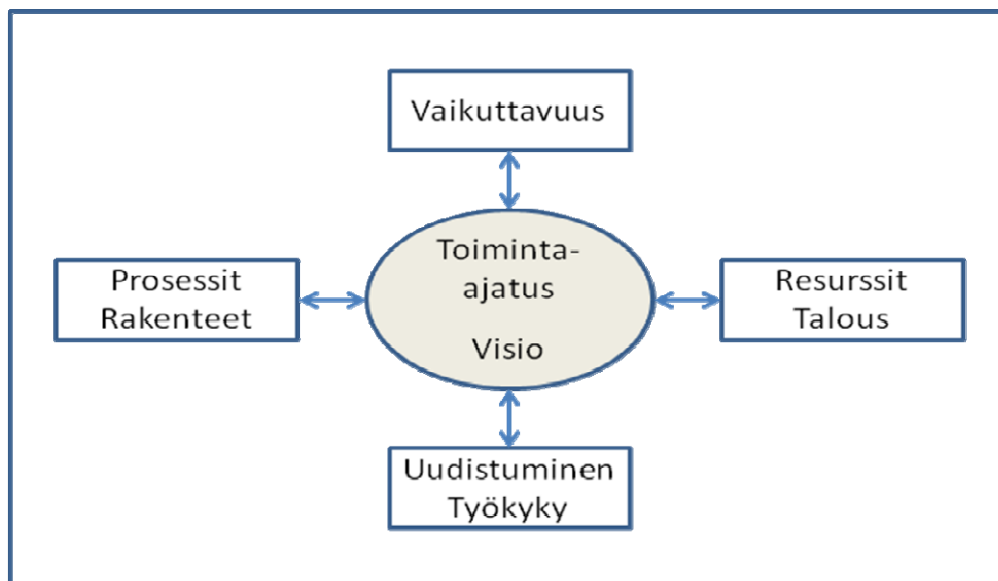 Vaikuttavuus
Prosessit
Rakenteet
Toiminta-
ajatus
Visio
Resurssit
Talous
Uudistuminen
Työkyky